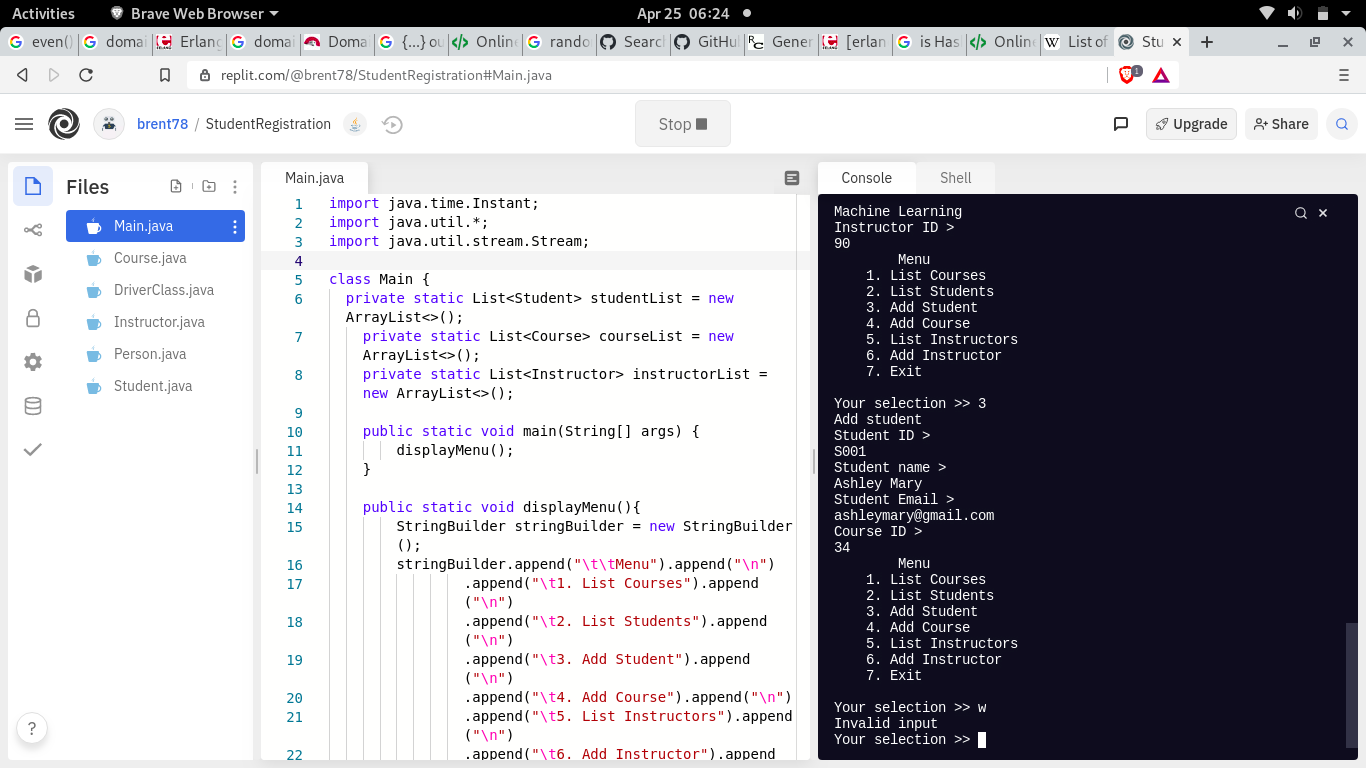 Activities
Brave Web Browser
Apr 25 06:24
even()
domai
Erlang
domai
Doma
{...} ou
Online
rando
Searc
GitHu
Gener
[erlan
is Has
Online
List of
Stu
replit.com/@brent78/StudentRegistration#Main.java
1
brent78 / StudentRegistration
Stop
Upgrade
Share
Files
Main.java
Course.java
DriverClass.java
Instructor.java
Person.java
Student.java
?
Main.java
1 import java.time.Instant;
2 import java.util.*;
3 import java.util.stream.Stream;
4
5 class Main {
6 private static List<Student> studentList = new
ArrayList<>();
7 private static List<Course> courseList = new
ArrayList<>();
8 private static List<Instructor> instructorList =
new ArrayList<>();
9
10 public static void main(String[] args) {
11 displayMenu();
12 }
13
14 public static void displayMenu(){
15 StringBuilder stringBuilder = new StringBuilder
();
16 stringBuilder.append("\t\tMenu").append("\n")
17 .append("\t1. List Courses").append
("\n")
18 .append("\t2. List Students").append
("\n")
19 .append("\t3. Add Student").append
("\n")
20 .append("\t4. Add Course").append("\n")
21 .append("\t5. List Instructors").append
("\n")
22 .append("\t6. Add Instructor").append
Console
Shell
Machine Learning
Instructor ID >
90
Menu
1. List Courses
2. List Students
3. Add Student
4. Add Course
5. List Instructors
6. Add Instructor
7. Exit
Your selection >> 3
Add student
Student ID >
S001
Student name >
Ashley Mary
Student Email >
ashleymary@gmail.com
Course ID >
34
Menu
1. List Courses
2. List Students
3. Add Student
4. Add Course
5. List Instructors
6. Add Instructor
7. Exit
Your selection >> w
Invalid input
Your selection >>